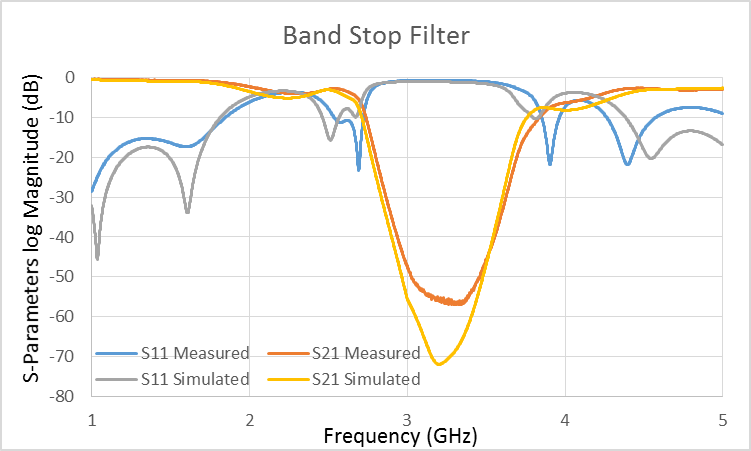 Band Stop Filter
S-Parameters log Magnitude (dB)
0
-10
-20
-30
-40
-50
-60
-70
-80
S11 Measured
S21 Measured
S11 Simulated
S21 Simulated
1
2
3
4
5
Frequency (GHz)